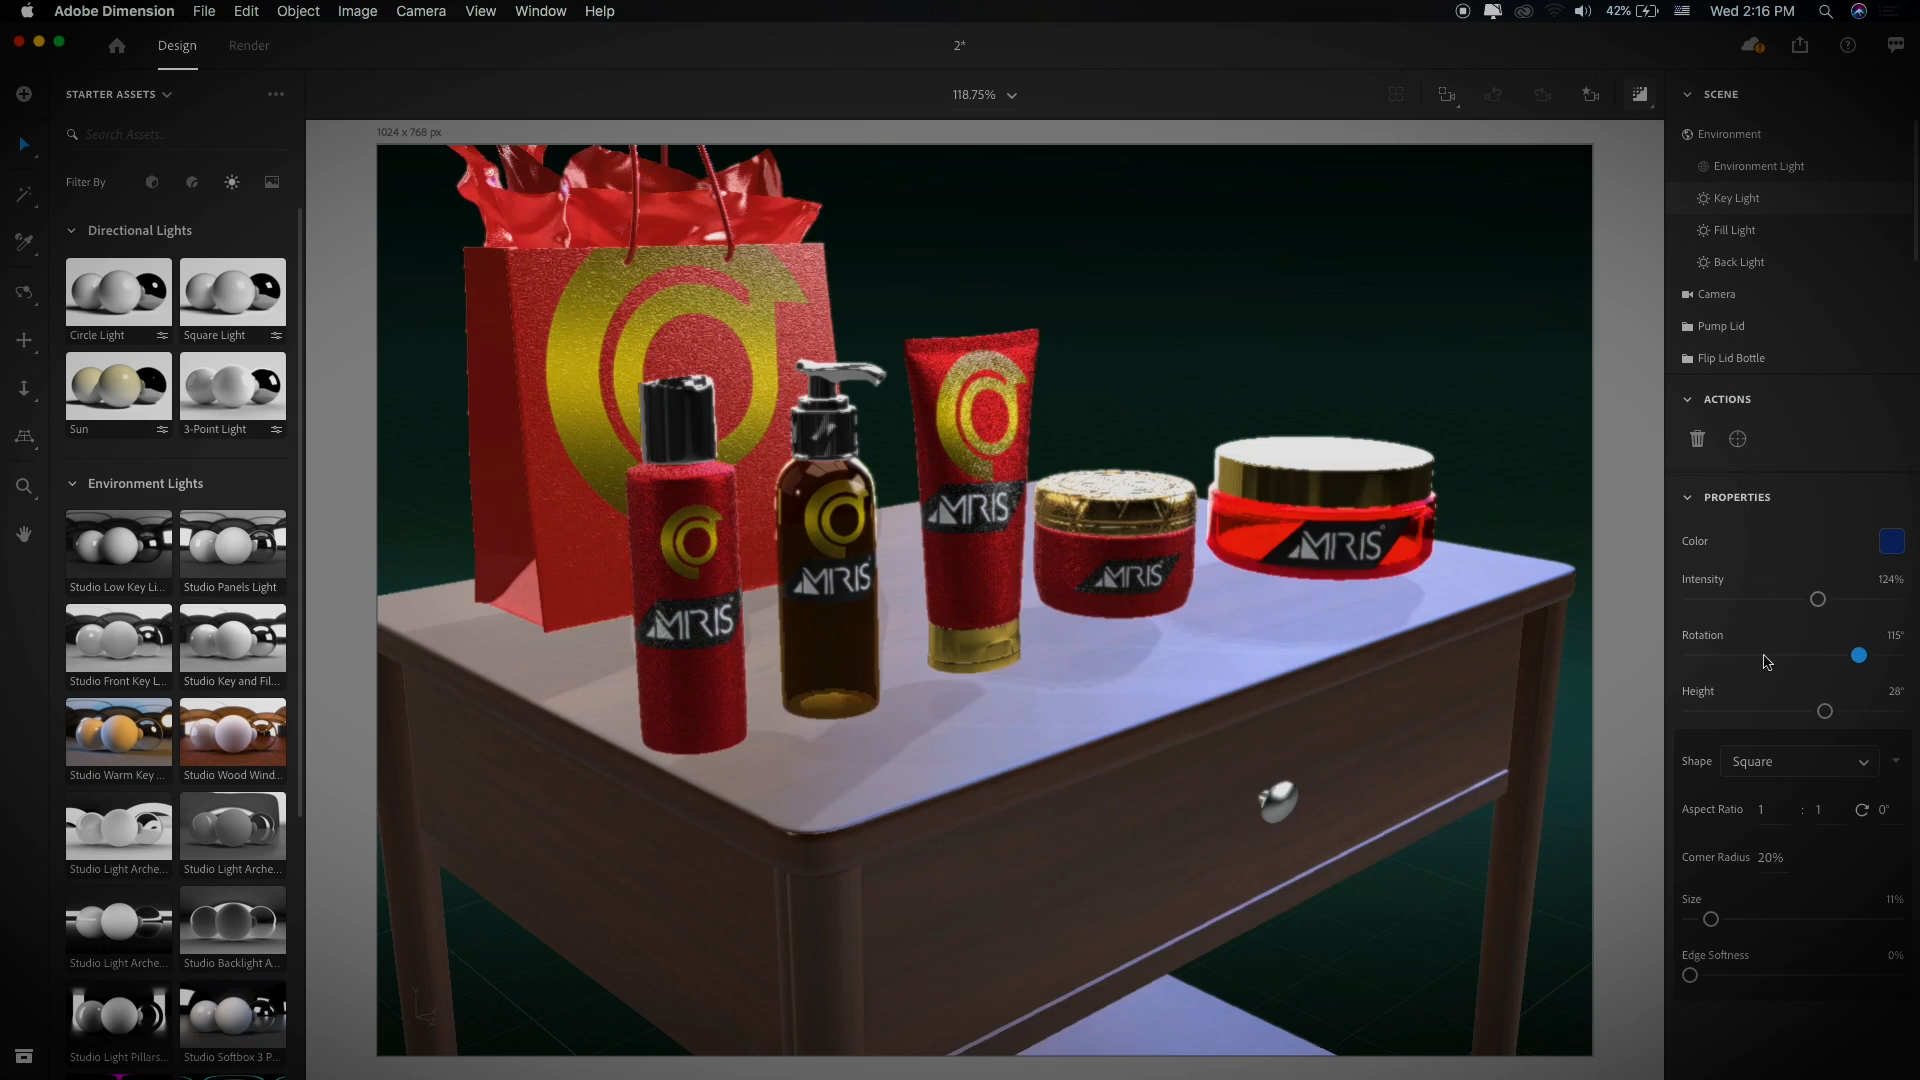 Adobe Dimension File Edit Object Image Camera View Window Help
42% Wed 2:16 PM
Design Render
2*
STARTER ASSETS
118.75%
SCENE
1024 x 768 px
Search Assets...
Environment
Environment Light
Filter By
Key Light
Directional Lights
Fill Light
Back Light
Camera
Circle Light
Square Light
Pump Lid
Flip Lid Bottle
ACTIONS
Sun
3-Point Light
Environment Lights
PROPERTIES
Color
Intensity 124%
Studio Low Key Li...
Studio Panels Light
Rotation 115°
Studio Front Key L...
Studio Key and Fil...
Height 28°
Shape Square
Studio Warm Key ...
Studio Wood Wind...
Aspect Ratio 1 : 1 0°
Corner Radius 20%
Studio Light Arche...
Studio Light Arche...
Size 11%
Studio Light Arche...
Studio Backlight A...
Edge Softness 0%
Studio Light Pillars...
Studio Softbox 3 P...
MRIS
MRIS
MRIS
MRIS
MRIS